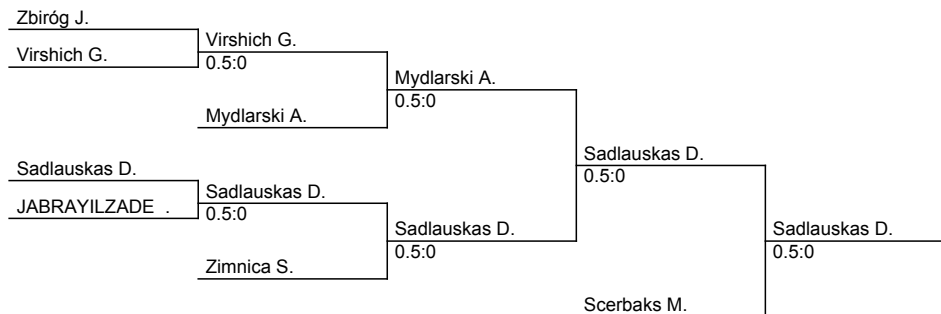 Zbiróg J.
Virshich G.
Virshich G.
0.5:0
Mydlarski A.
0.5:0
Mydlarski A.
Sadlauskas D.
0.5:0
Sadlauskas D.
JABRAYILZADE .
Sadlauskas D.
0.5:0
Sadlauskas D.
0.5:0
Sadlauskas D.
0.5:0
Zimnica S.
Scerbaks M.